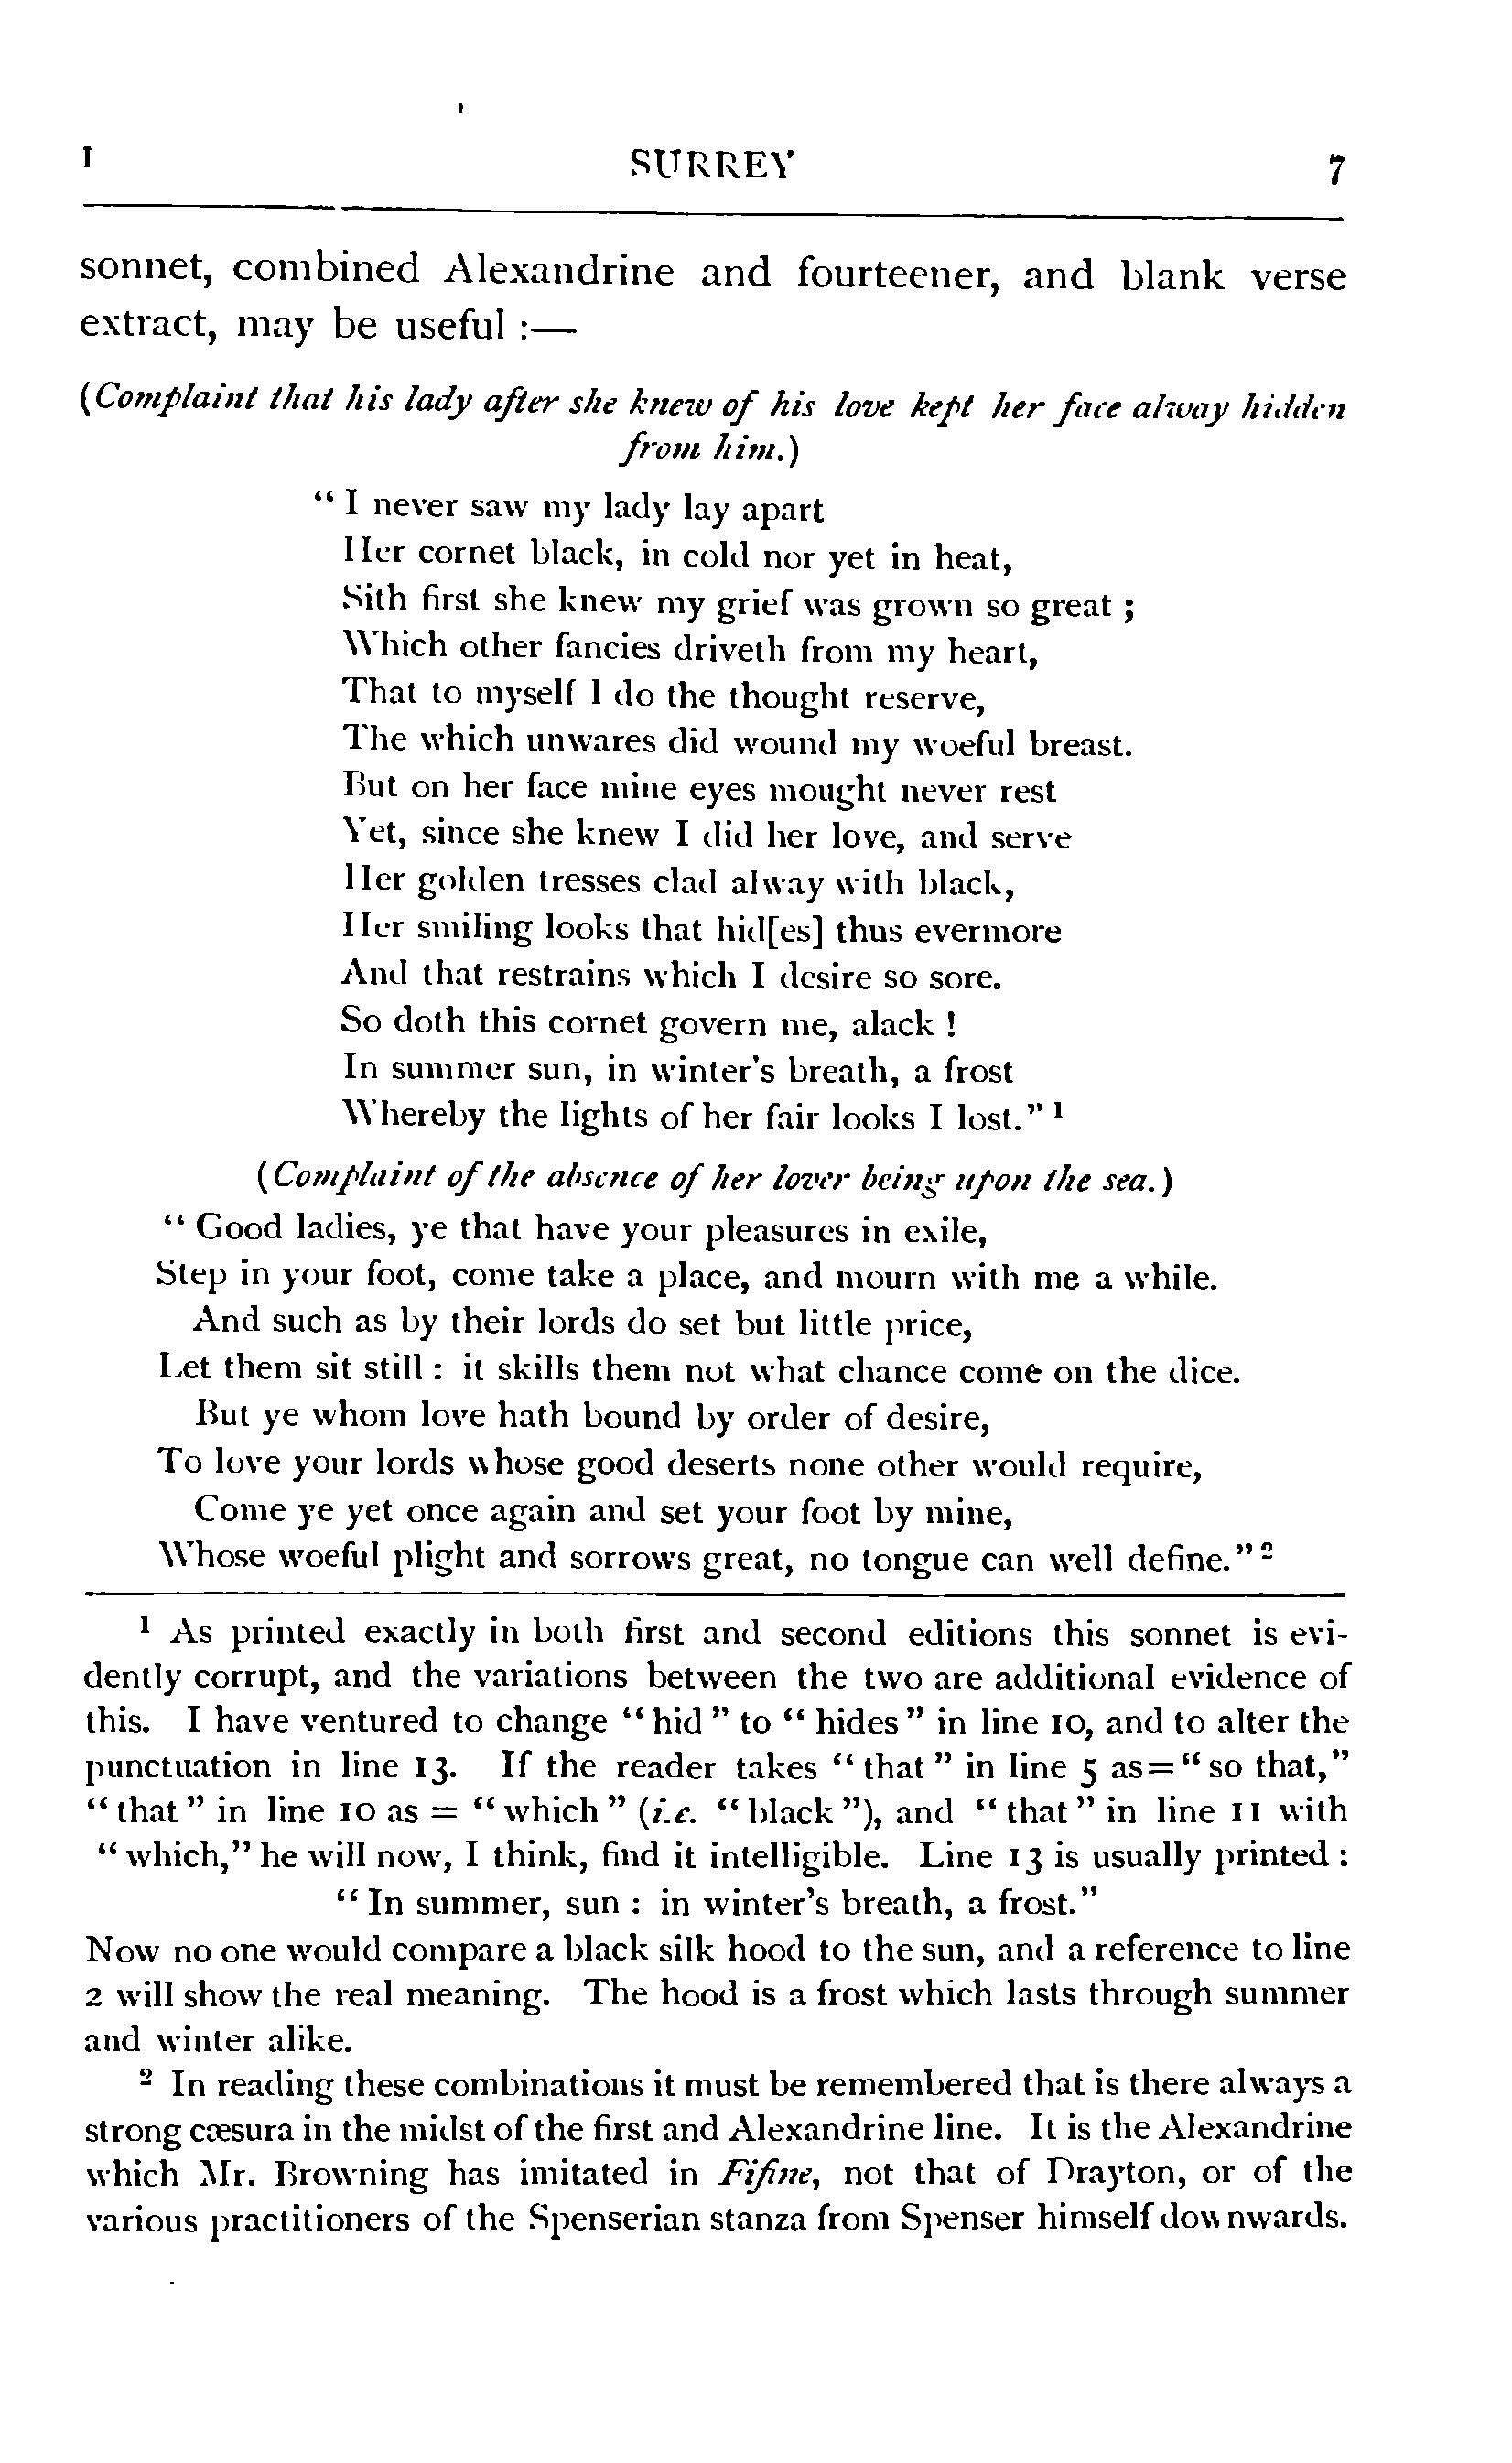 I SURREY 7
sonnet, combined Alexandrine and fourteener, and blank verse
extract, may be useful :—
(Complaint that his lady after she knew of his love kept her face alway hidden
from him.)
“ I never saw my lady lay apart
Her cornet black, in cold nor yet in heat,
Sith first she knew my grief was grown so great ;
Which other fancies driveth from my heart,
That to myself I do the thought reserve,
The which unwares did wound my woeful breast.
But on her face mine eyes mought never rest
Yet, since she knew I did her love, and serve
Her golden tresses clad alway with black,
Her smiling looks that hid[es] thus evermore
And that restrains which I desire so sore.
So doth this cornet govern me, alack !
In summer sun, in winter's breath, a frost
Whereby the lights of her fair looks I lost.” ¹
(Complaint of the absence of her lover being upon the sea.)
“ Good ladies, ye that have your pleasures in exile,
Step in your foot, come take a place, and mourn with me a while.
And such as by their lords do set but little price,
Let them sit still : it skills them not what chance come on the dice.
But ye whom love hath bound by order of desire,
To love your lords whose good deserts none other would require,
Come ye yet once again and set your foot by mine,
Whose woeful plight and sorrows great, no tongue can well define.” ²
¹ As printed exactly in both first and second editions this sonnet is evi-
dently corrupt, and the variations between the two are additional evidence of
this. I have ventured to change “ hid ” to “ hides ” in line 10, and to alter the
punctuation in line 13. If the reader takes “ that ” in line 5 as = “ so that,”
“ that ” in line 10 as = “ which ” (i.e. “ black ”), and “ that ” in line 11 with
“ which,” he will now, I think, find it intelligible. Line 13 is usually printed :
“ In summer, sun : in winter's breath, a frost.”
Now no one would compare a black silk hood to the sun, and a reference to line
2 will show the real meaning. The hood is a frost which lasts through summer
and winter alike.
² In reading these combinations it must be remembered that is there always a
strong cæsura in the midst of the first and Alexandrine line. It is the Alexandrine
which Mr. Browning has imitated in Fifine, not that of Drayton, or of the
various practitioners of the Spenserian stanza from Spenser himself downwards.